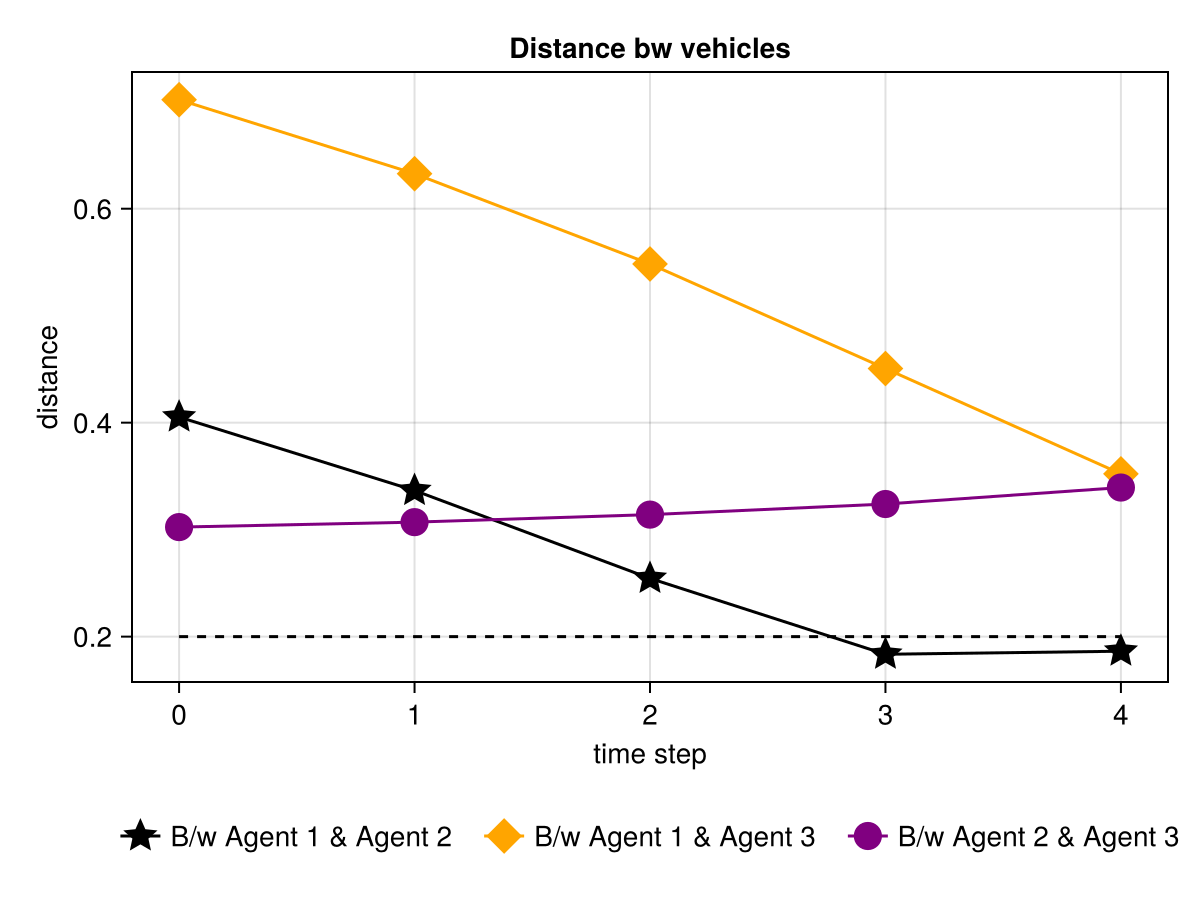 Distance bw vehicles
distance
0.6
0.4
0.2
0 1 2 3 4
time step
B/w Agent 1 & Agent 2 B/w Agent 1 & Agent 3 B/w Agent 2 & Agent 3